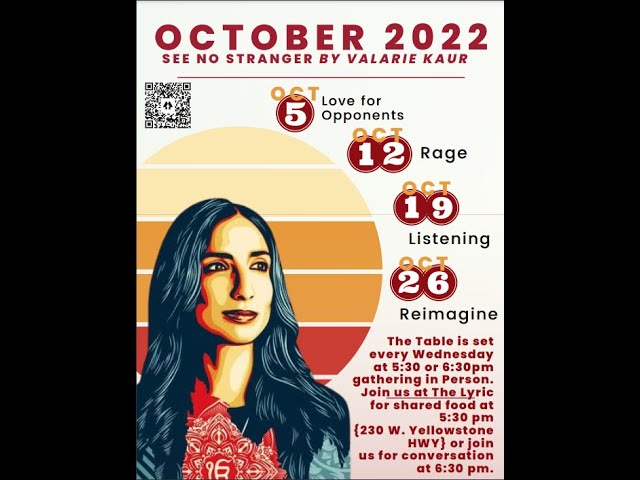 OCTOBER 2022
SEE NO STRANGER BY VALARIE KAUR
OCT
5
Love for
Opponents
OCT
12
Rage
OCT
19
Listening
OCT
26
Reimagine
The Table is set
every Wednesday
at 5:30 or 6:30pm
gathering in Person.
Join us at The Lyric
for shared food at
5:30 pm
{230 W. Yellowstone
HWY} or join
us for conversation
at 6:30 pm.
ੴ